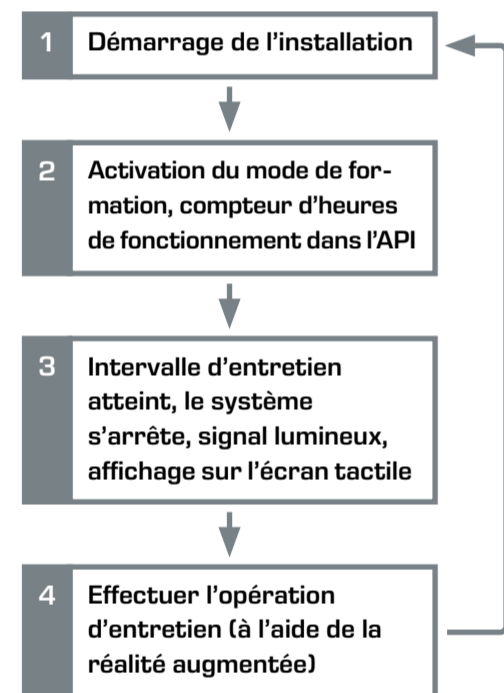 1 Démarrage de l'installation
2 Activation du mode de for-
mation, compteur d'heures
de fonctionnement dans l'API
3 Intervalle d'entretien
atteint, le système
s'arrête, signal lumineux,
affichage sur l'écran tactile
4 Effectuer l'opération
d'entretien (à l'aide de la
réalité augmentée)